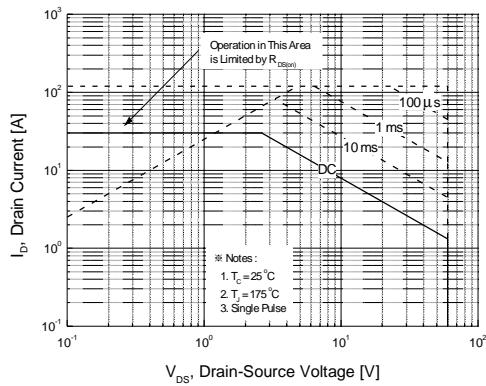 10³
10²
10¹
10⁰
10⁻¹
10⁻¹
10⁰
10¹
10²
I_D, Drain Current [A]
V_DS, Drain-Source Voltage [V]
Operation in This Area
is Limited by R_DS(on)
100 µs
1 ms
10 ms
DC
※ Notes :
1. T_C = 25 °C
2. T_J = 175 °C
3. Single Pulse